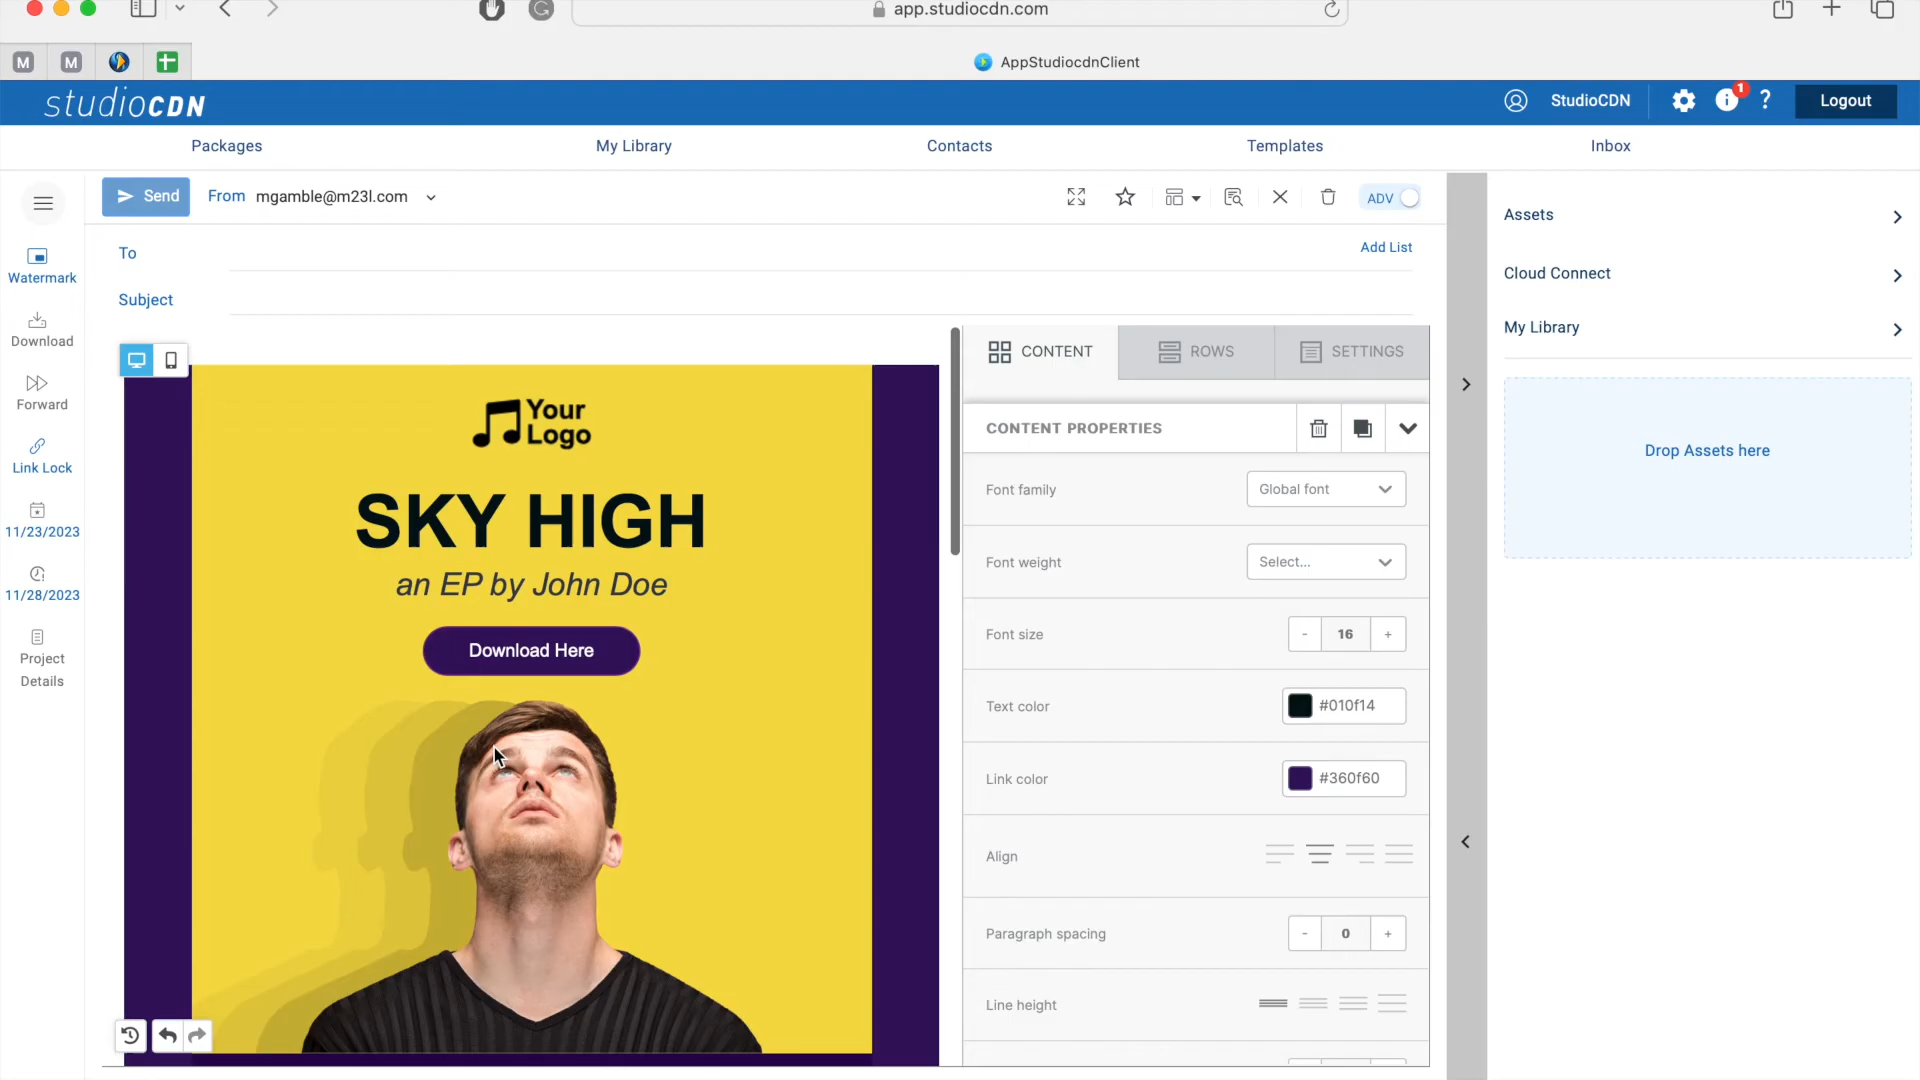 app.studiocdn.com
M
M
AppStudiocdnClient
studioCDN
StudioCDN
1
?
Logout
Packages
My Library
Contacts
Templates
Inbox
Send
From mgamble@m23l.com
ADV
To
Add List
Subject
Watermark
Download
Forward
Link Lock
11/23/2023
11/28/2023
Project
Details
Your
Logo
SKY HIGH
an EP by John Doe
Download Here
CONTENT
ROWS
SETTINGS
CONTENT PROPERTIES
Font family
Global font
Font weight
Select...
Font size
- 16 +
Text color
#010f14
Link color
#360f60
Align
Paragraph spacing
- 0 +
Line height
Assets
Cloud Connect
My Library
Drop Assets here